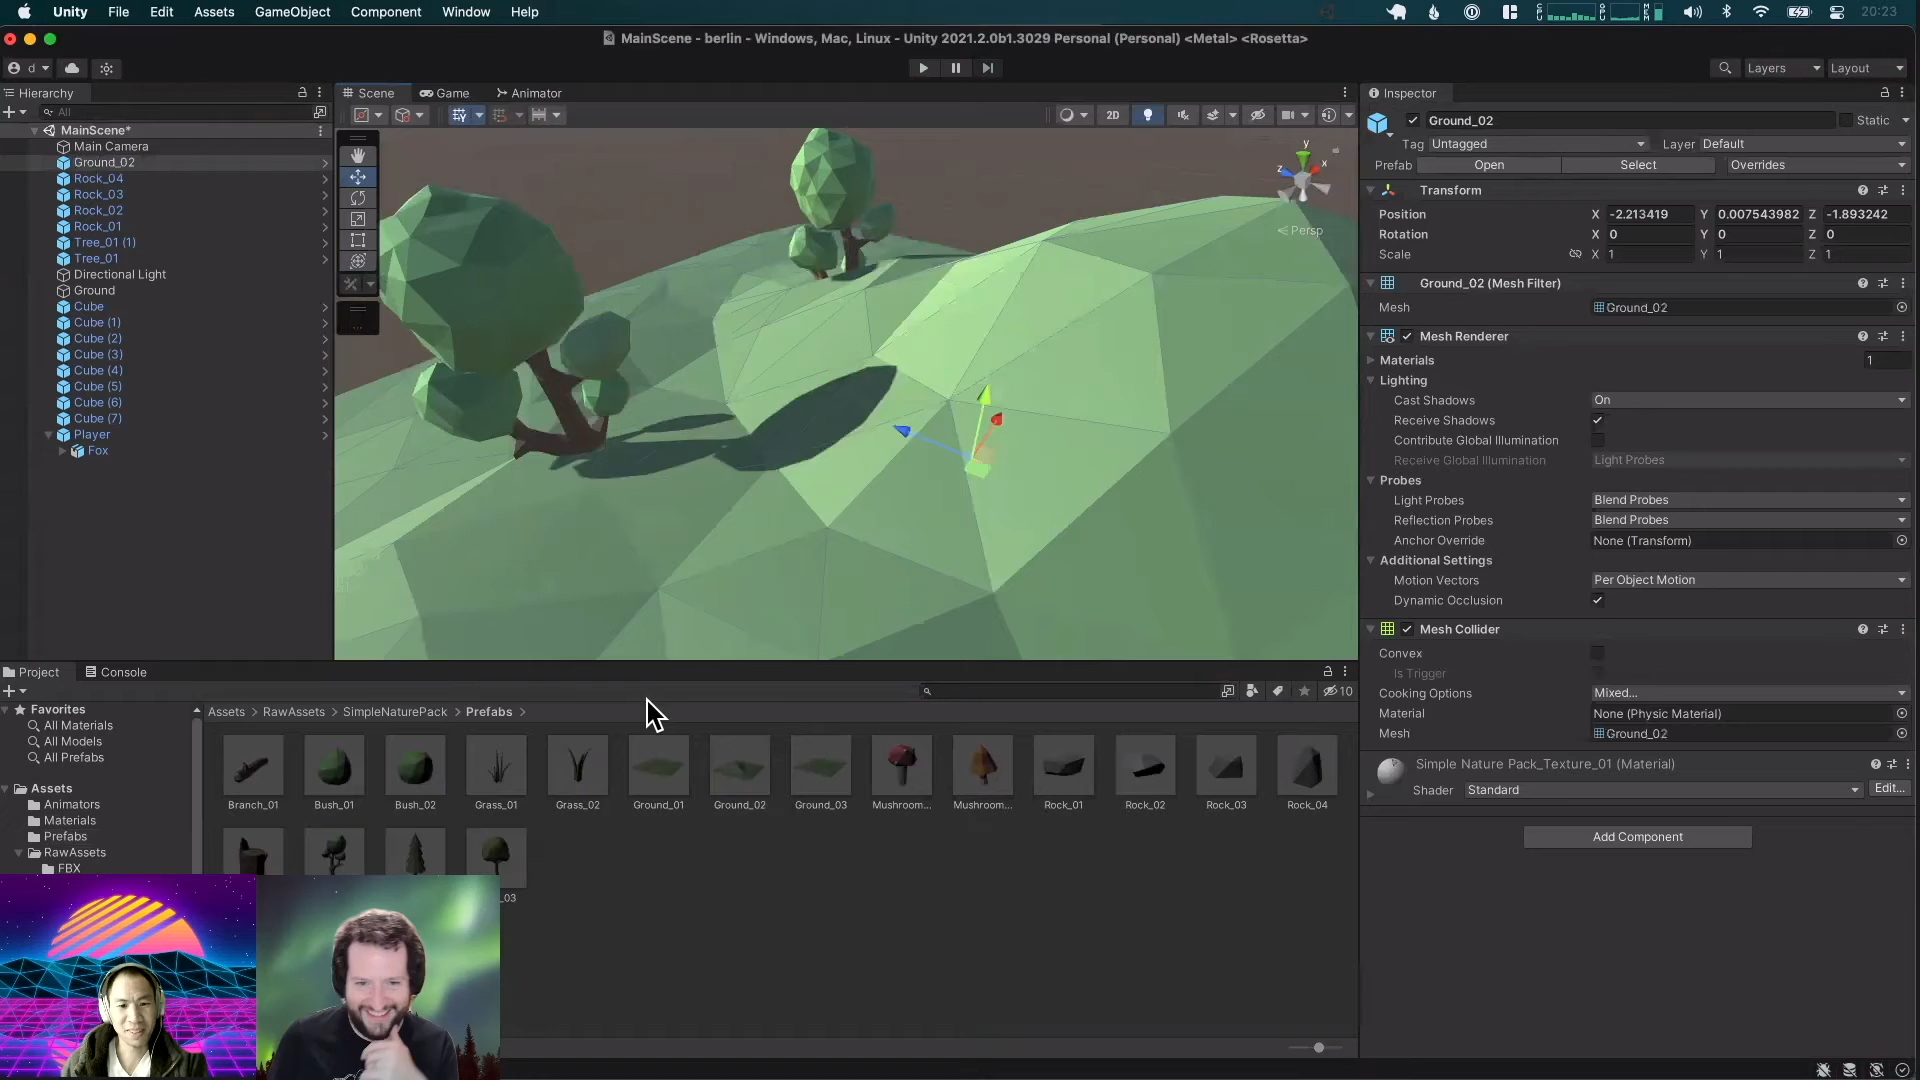 Unity File Edit Assets GameObject Component Window Help
20:23
MainScene - berlin - Windows, Mac, Linux - Unity 2021.2.0b1.3029 Personal (Personal) <Metal> <Rosetta>
d
Layers Layout
Hierarchy
Scene Game Animator
Inspector
All
2D
Ground_02 Static
MainScene*
Main Camera
Ground_02
Rock_04
Rock_03
Rock_02
Rock_01
Tree_01 (1)
Tree_01
Directional Light
Ground
Cube
Cube (1)
Cube (2)
Cube (3)
Cube (4)
Cube (5)
Cube (6)
Cube (7)
Player
Fox
y
x
z
Persp
Tag Untagged Layer Default
Prefab Open Select Overrides
Transform
Position X -2.213419 Y 0.007543982 Z -1.893242
Rotation X 0 Y 0 Z 0
Scale X 1 Y 1 Z 1
Ground_02 (Mesh Filter)
Mesh Ground_02
Mesh Renderer
Materials 1
Lighting
Cast Shadows On
Receive Shadows
Contribute Global Illumination
Receive Global Illumination Light Probes
Probes
Light Probes Blend Probes
Reflection Probes Blend Probes
Anchor Override None (Transform)
Additional Settings
Motion Vectors Per Object Motion
Dynamic Occlusion
Mesh Collider
Convex
Is Trigger
Cooking Options Mixed...
Material None (Physic Material)
Mesh Ground_02
Simple Nature Pack_Texture_01 (Material)
Shader Standard Edit...
Add Component
Project Console
10
Favorites
All Materials
All Models
All Prefabs
Assets
Animators
Materials
Prefabs
RawAssets
FBX
Assets > RawAssets > SimpleNaturePack > Prefabs >
Branch_01 Bush_01 Bush_02 Grass_01 Grass_02 Ground_01 Ground_02 Ground_03 Mushroom... Mushroom... Rock_01 Rock_02 Rock_03 Rock_04
_03